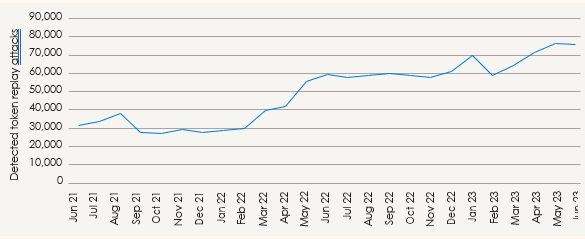 Detected token replay attacks
90,000
80,000
70,000
60,000
50,000
40,000
30,000
20,000
10,000
0
Jun 21
Jul 21
Aug 21
Sep 21
Oct 21
Nov 21
Dec 21
Jan 22
Feb 22
Mar 22
Apr 22
May 22
Jun 22
Jul 22
Aug 22
Sep 22
Oct 22
Nov 22
Dec 22
Jan 23
Feb 23
Mar 23
Apr 23
May 23
Jun 23